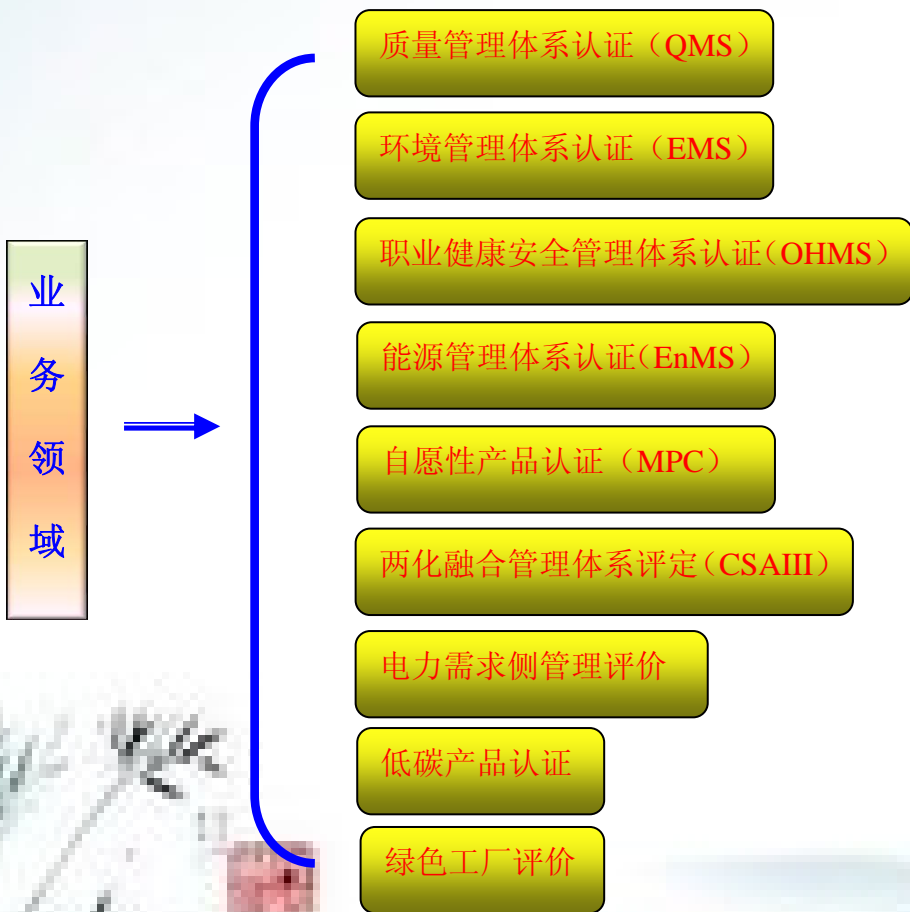 业务领域
质量管理体系认证（QMS）
环境管理体系认证（EMS）
职业健康安全管理体系认证（OHMS）
能源管理体系认证（EnMS）
自愿性产品认证（MPC）
两化融合管理体系评定（CSAIII）
电力需求侧管理评价
低碳产品认证
绿色工厂评价